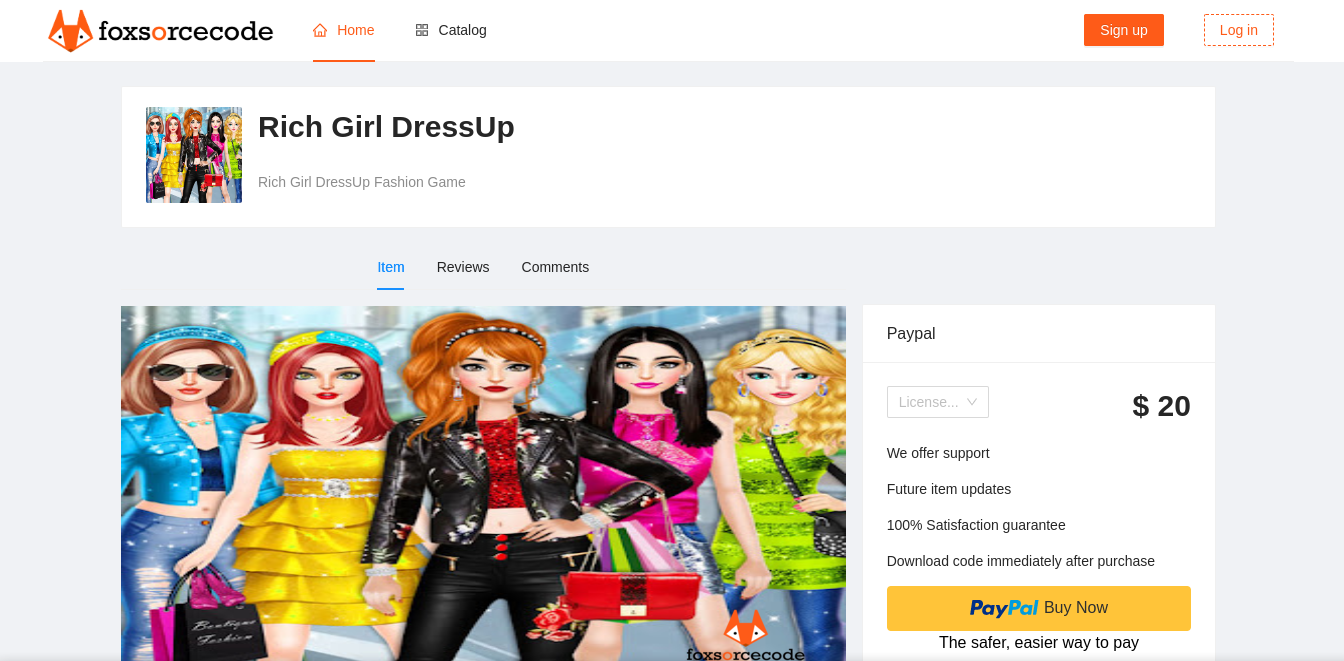 foxsorcecode
Home
Catalog
Sign up
Log in
Rich Girl DressUp
Rich Girl DressUp Fashion Game
Item
Reviews
Comments
Paypal
License...
$ 20
We offer support
Future item updates
100% Satisfaction guarantee
Download code immediately after purchase
PayPal Buy Now
The safer, easier way to pay
Boutique
Fashion
foxsorcecode